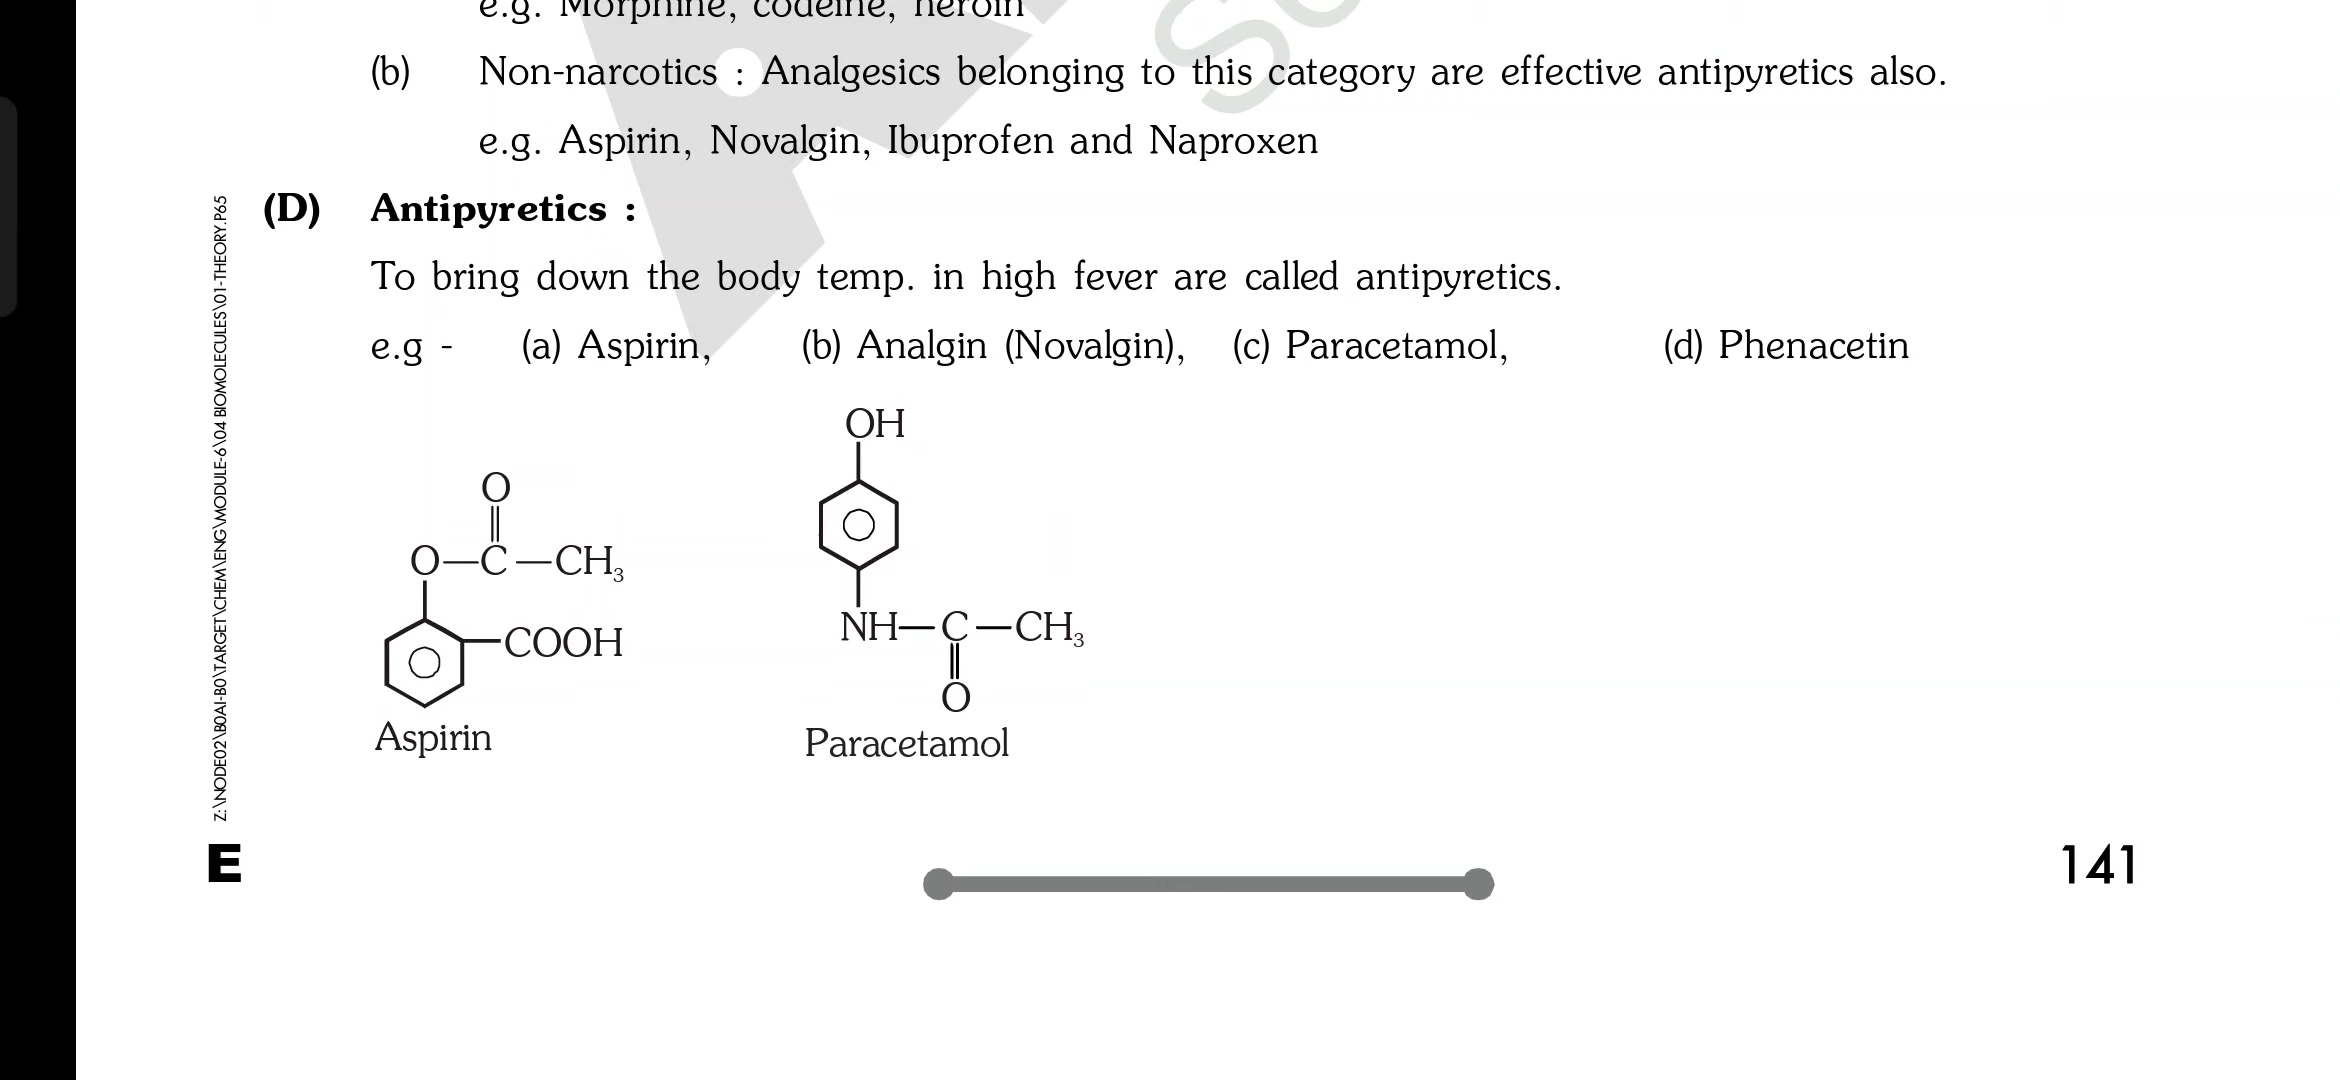 e.g. Morphine, codeine, heroin
(b) Non-narcotics : Analgesics belonging to this category are effective antipyretics also.
e.g. Aspirin, Novalgin, Ibuprofen and Naproxen
(D) Antipyretics :
To bring down the body temp. in high fever are called antipyretics.
e.g - (a) Aspirin, (b) Analgin (Novalgin), (c) Paracetamol, (d) Phenacetin
O
O—C—CH₃
COOH
Aspirin
OH
NH—C—CH₃
O
Paracetamol
Z:\NODE02\B0AI-B0\TARGET\CHEM\ENG\MODULE-6\04 BIOMOLECULES\01-THEORY.P65
E
141